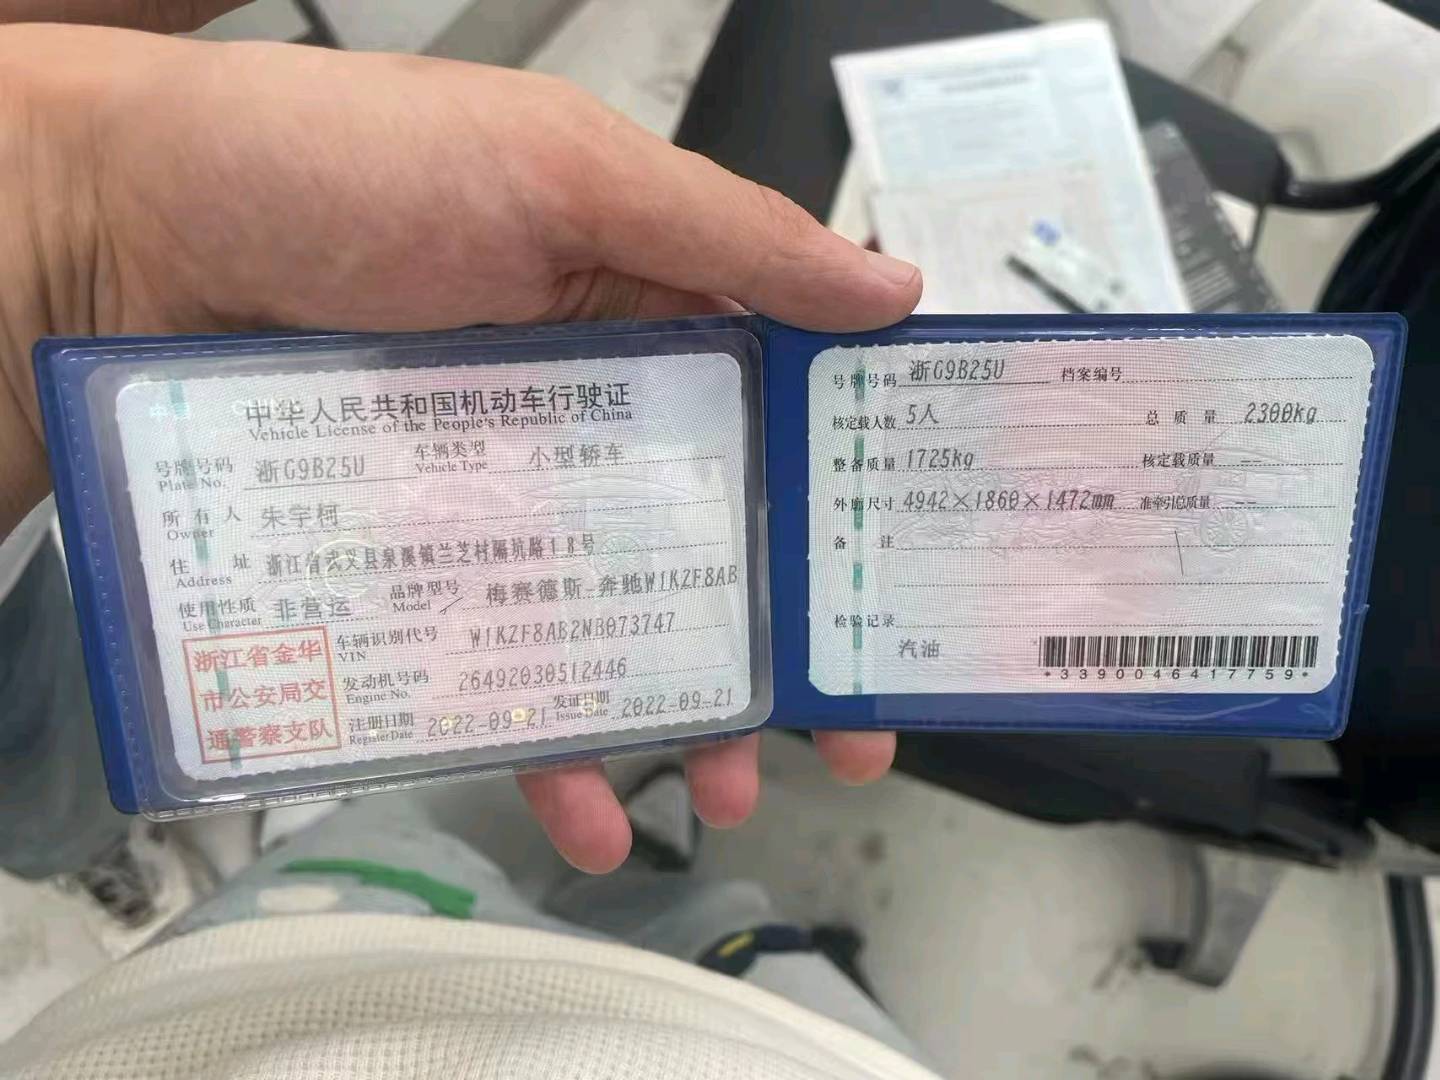 中华人民共和国机动车行驶证
Vehicle License of the People's Republic of China
号牌号码 浙G9B25U 车辆类型 小型轿车
Plate No. Vehicle Type
所有人 朱宇柯
Owner
住址 浙江省武义县泉溪镇兰芝村隔坑路18号
Address
使用性质 非营运 品牌型号 梅赛德斯-奔驰W1KZF8AB
Use Character Model
浙江省金华
市公安局交
通警察支队
车辆识别代号 W1KZF8AB2NB073747
VIN
发动机号码 26492030512446
Engine No.
注册日期 2022-09-21 发证日期 2022-09-21
Register Date Issue Date
号牌号码 浙G9B25U 档案编号
核定载人数 5人 总质量 2300kg
整备质量 1725kg 核定载质量 --
外廓尺寸 4942×1860×1472mm 准牵引总质量 --
备注
检验记录
汽油
*3390046417759*